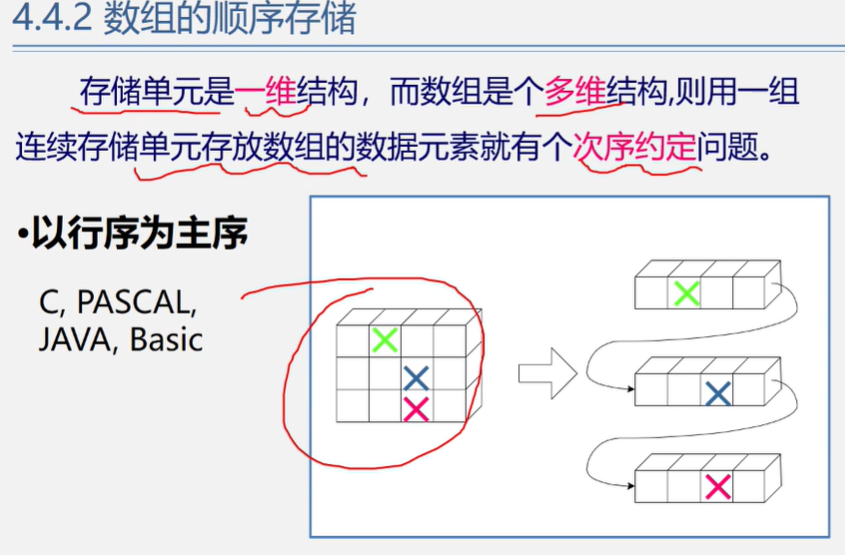 4.4.2 数组的顺序存储
存储单元是一维结构，而数组是个多维结构,则用一组
连续存储单元存放数组的数据元素就有个次序约定问题。
•以行序为主序
C, PASCAL,
JAVA, Basic